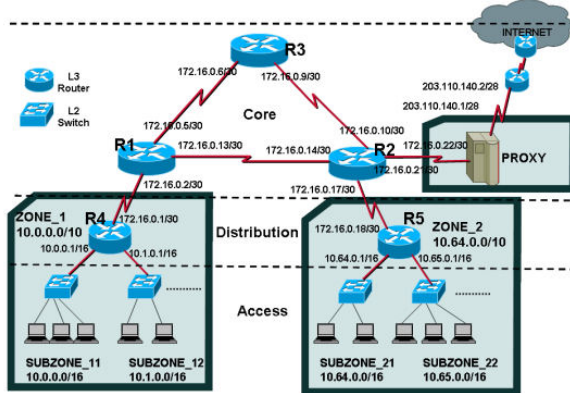 INTERNET
R3
L3
Router
172.16.0.6/30
172.16.0.9/30
203.110.140.2/28
203.110.140.1/28
L2
Switch
Core
172.16.0.5/30
172.16.0.10/30
R1
172.16.0.13/30
172.16.0.14/30
R2
172.16.0.22/30
PROXY
172.16.0.21/30
172.16.0.2/30
172.16.0.17/30
ZONE_1
10.0.0.0/10
R4
172.16.0.1/30
Distribution
R5
172.16.0.18/30
ZONE_2
10.64.0.0/10
10.0.0.1/16
10.1.0.1/16
10.64.0.1/16
10.65.0.1/16
Access
SUBZONE_11
10.0.0.0/16
SUBZONE_12
10.1.0.0/16
SUBZONE_21
10.64.0.0/16
SUBZONE_22
10.65.0.0/16